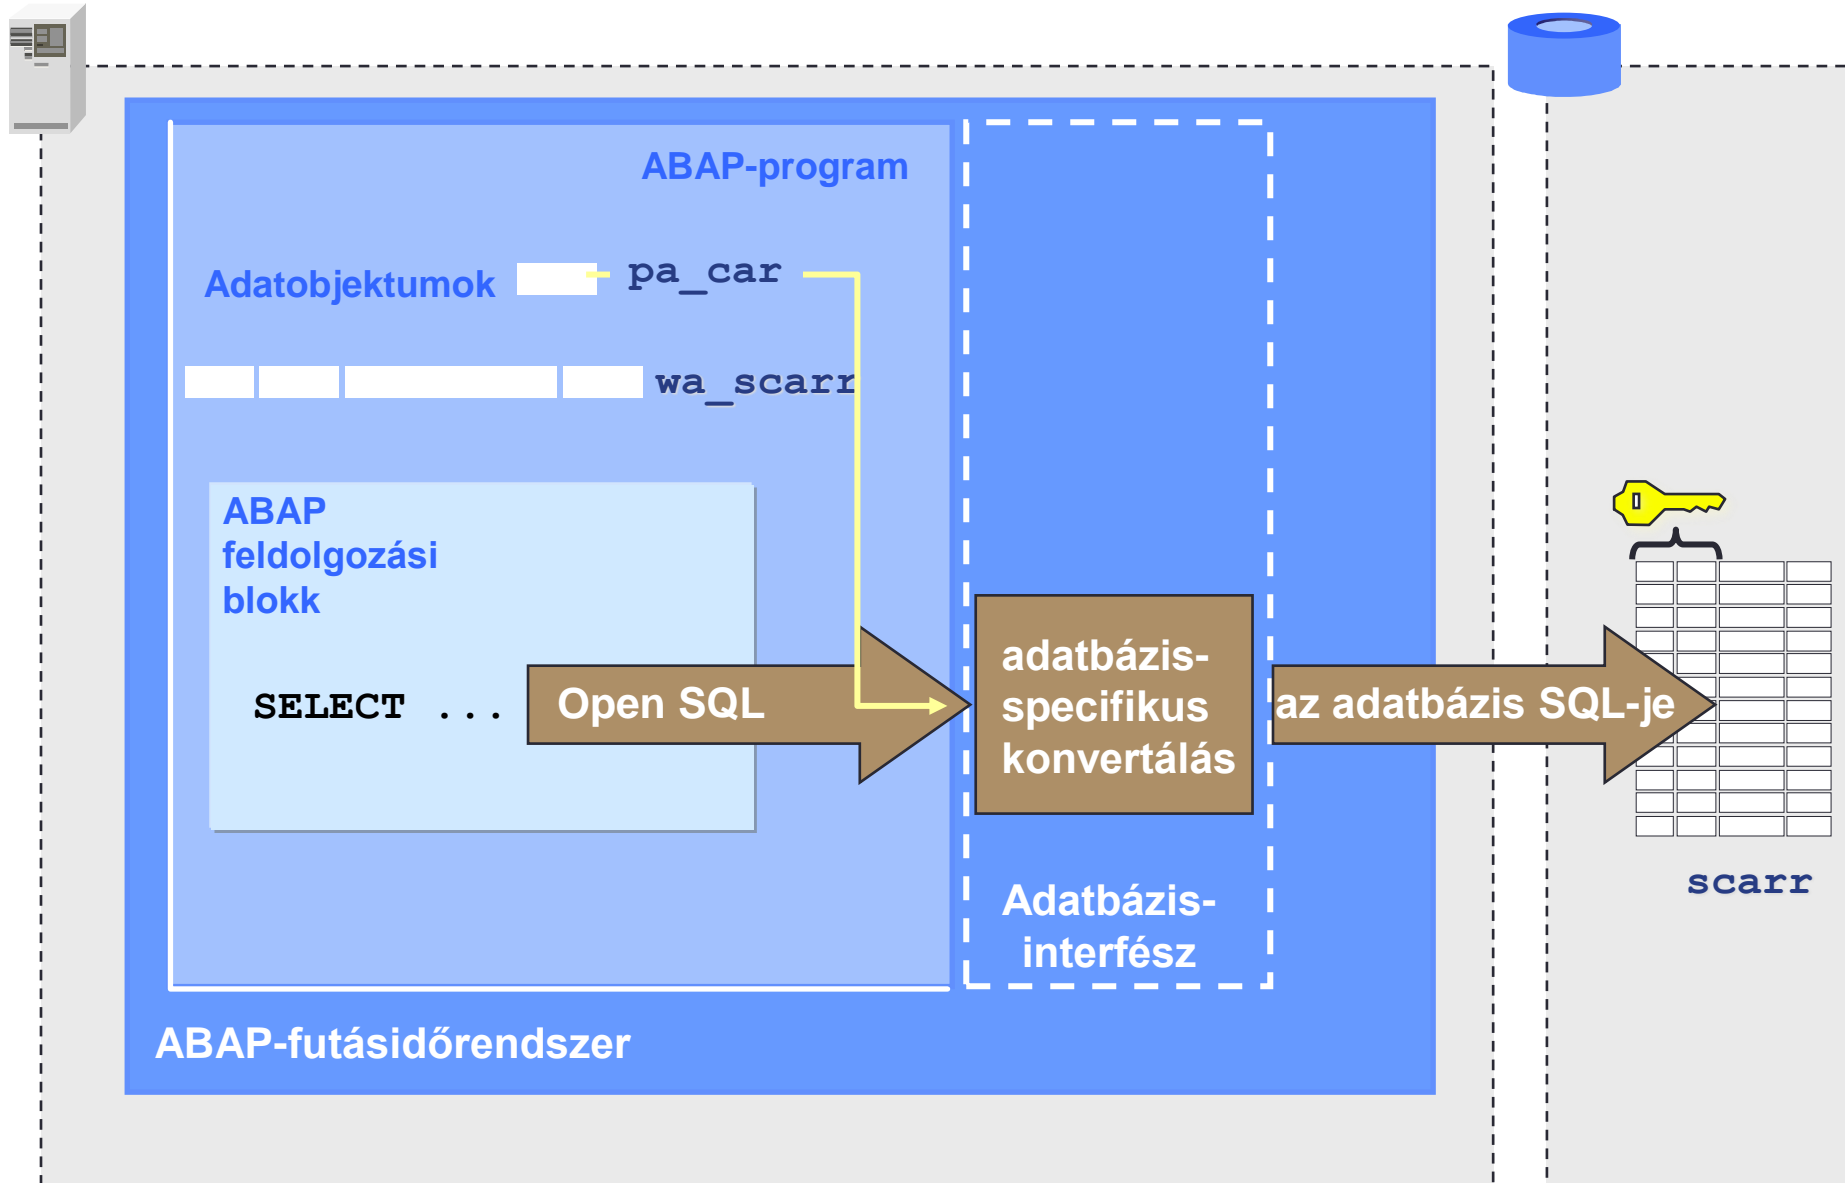 ABAP-program
Adatobjektumok
pa_car
wa_scarr
ABAP
feldolgozási
blokk
SELECT ...
Open SQL
adatbázis-
specifikus
konvertálás
az adatbázis SQL-je
scarr
Adatbázis-
interfész
ABAP-futásidőrendszer